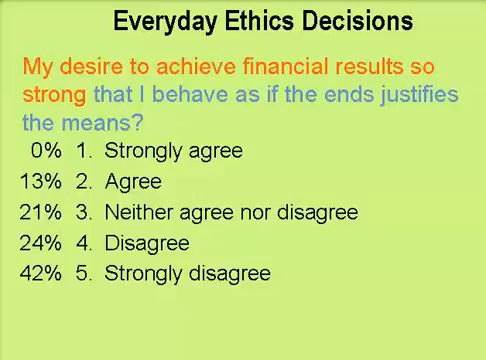 Everyday Ethics Decisions
My desire to achieve financial results so
strong that I behave as if the ends justifies
the means?
0% 1. Strongly agree
13% 2. Agree
21% 3. Neither agree nor disagree
24% 4. Disagree
42% 5. Strongly disagree